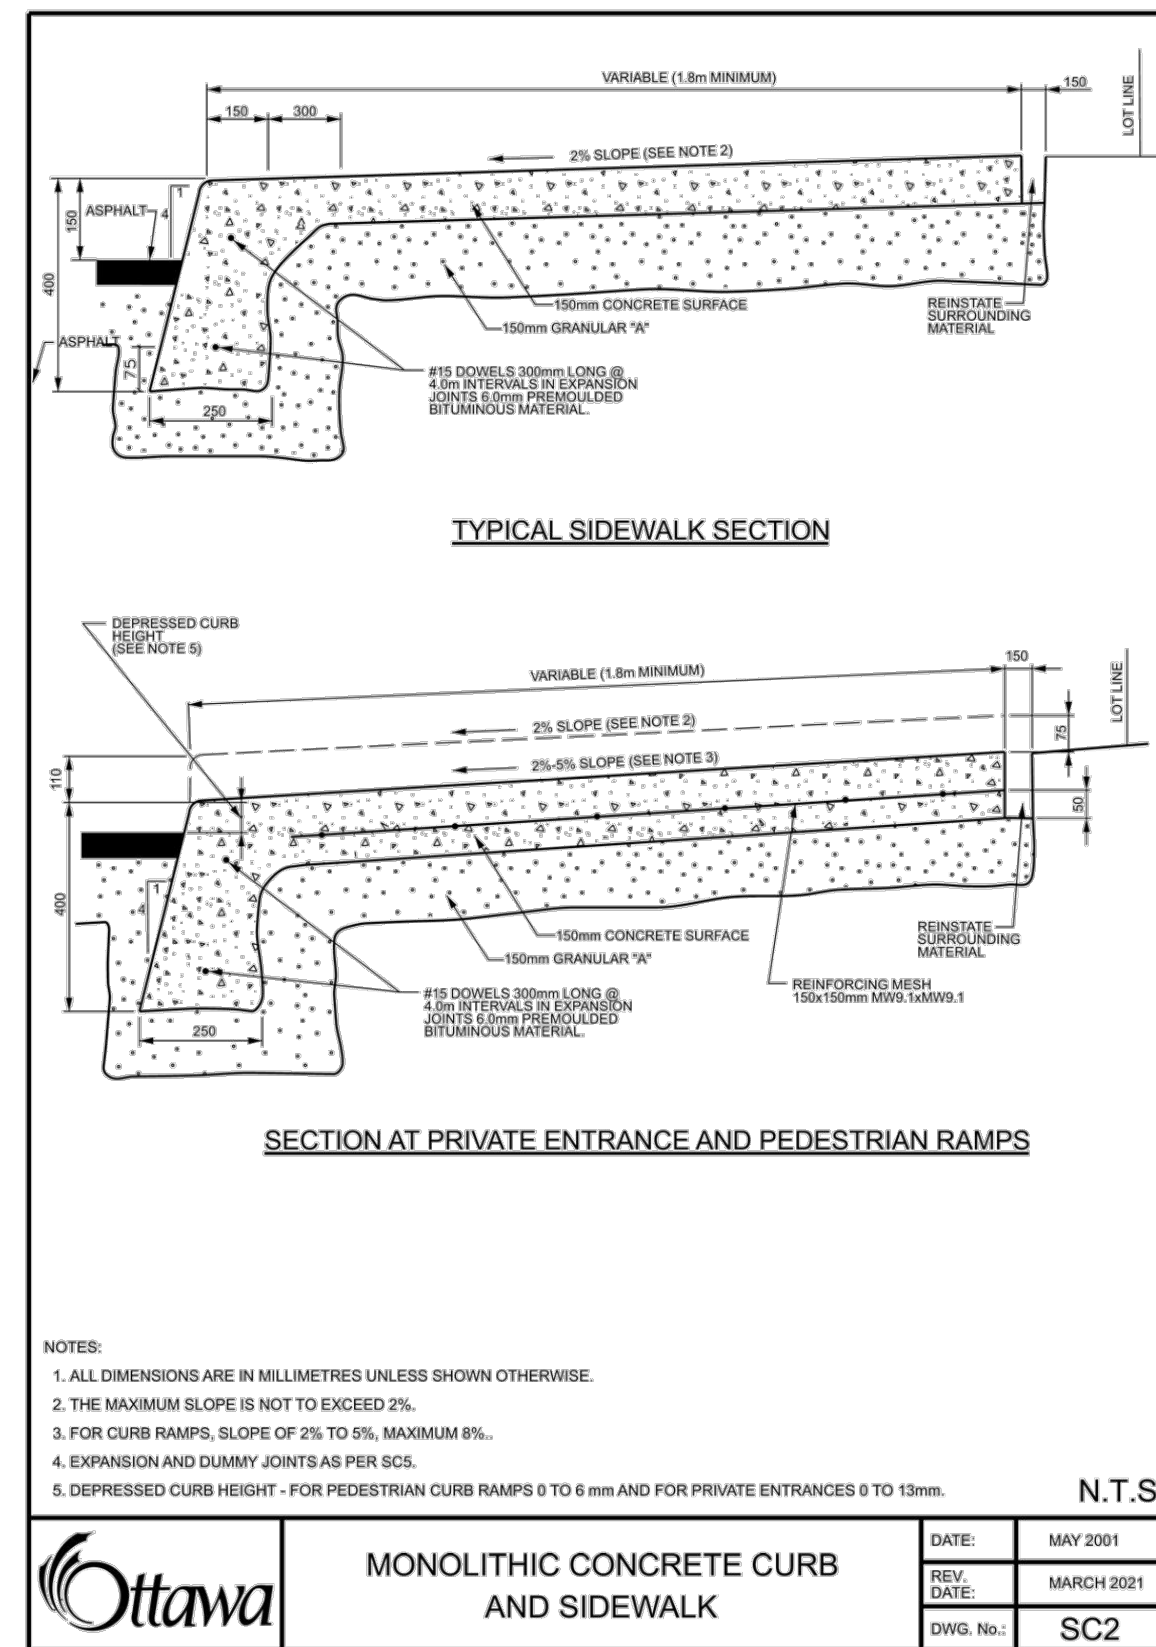 VARIABLE (1.8m MINIMUM)
150
LOT LINE
150
300
2% SLOPE (SEE NOTE 2)
1
4
ASPHALT
150
400
ASPHALT
75
250
150mm CONCRETE SURFACE
150mm GRANULAR "A"
REINSTATE
SURROUNDING
MATERIAL
#15 DOWELS 300mm LONG @
4.0m INTERVALS IN EXPANSION
JOINTS 6.0mm PREMOULDED
BITUMINOUS MATERIAL.
TYPICAL SIDEWALK SECTION
DEPRESSED CURB
HEIGHT
(SEE NOTE 5)
VARIABLE (1.8m MINIMUM)
150
LOT LINE
2% SLOPE (SEE NOTE 2)
75
2%-5% SLOPE (SEE NOTE 3)
110
50
1
4
400
250
150mm CONCRETE SURFACE
150mm GRANULAR "A"
REINSTATE
SURROUNDING
MATERIAL
REINFORCING MESH
150x150mm MW9.1xMW9.1
#15 DOWELS 300mm LONG @
4.0m INTERVALS IN EXPANSION
JOINTS 6.0mm PREMOULDED
BITUMINOUS MATERIAL.
SECTION AT PRIVATE ENTRANCE AND PEDESTRIAN RAMPS
NOTES:
1. ALL DIMENSIONS ARE IN MILLIMETRES UNLESS SHOWN OTHERWISE.
2. THE MAXIMUM SLOPE IS NOT TO EXCEED 2%.
3. FOR CURB RAMPS, SLOPE OF 2% TO 5%, MAXIMUM 8%..
4. EXPANSION AND DUMMY JOINTS AS PER SC5.
5. DEPRESSED CURB HEIGHT - FOR PEDESTRIAN CURB RAMPS 0 TO 6 mm AND FOR PRIVATE ENTRANCES 0 TO 13mm.
N.T.S
Ottawa
MONOLITHIC CONCRETE CURB
AND SIDEWALK
DATE: MAY 2001
REV.
DATE: MARCH 2021
DWG. No.: SC2